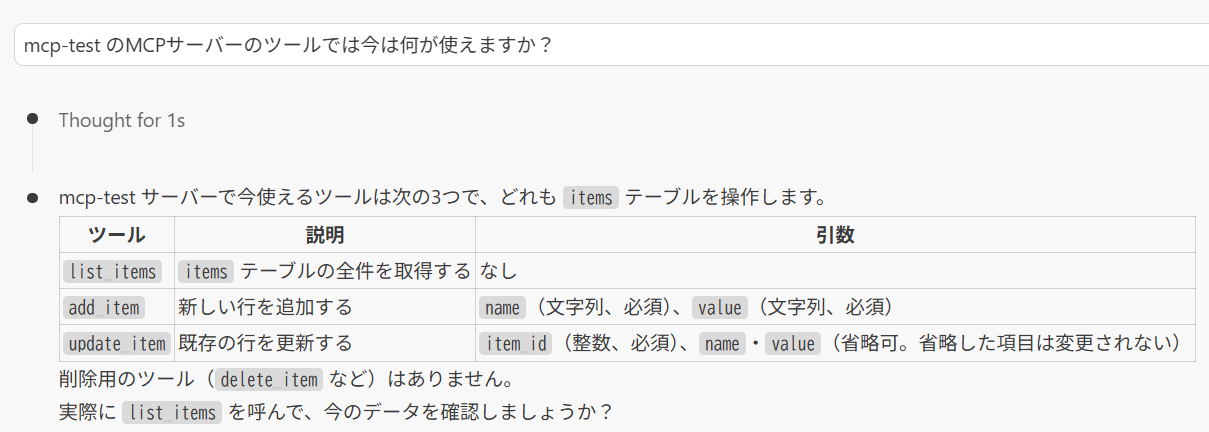 mcp-test のMCPサーバーのツールでは今は何が使えますか？
Thought for 1s
mcp-test サーバーで今使えるツールは次の3つで、どれも items テーブルを操作します。
ツール 説明 引数
list_items items テーブルの全件を取得する なし
add_item 新しい行を追加する name（文字列、必須）、value（文字列、必須）
update_item 既存の行を更新する item_id（整数、必須）、name・value（省略可。省略した項目は変更されない）
削除用のツール（delete_item など）はありません。
実際に list_items を呼んで、今のデータを確認しましょうか？